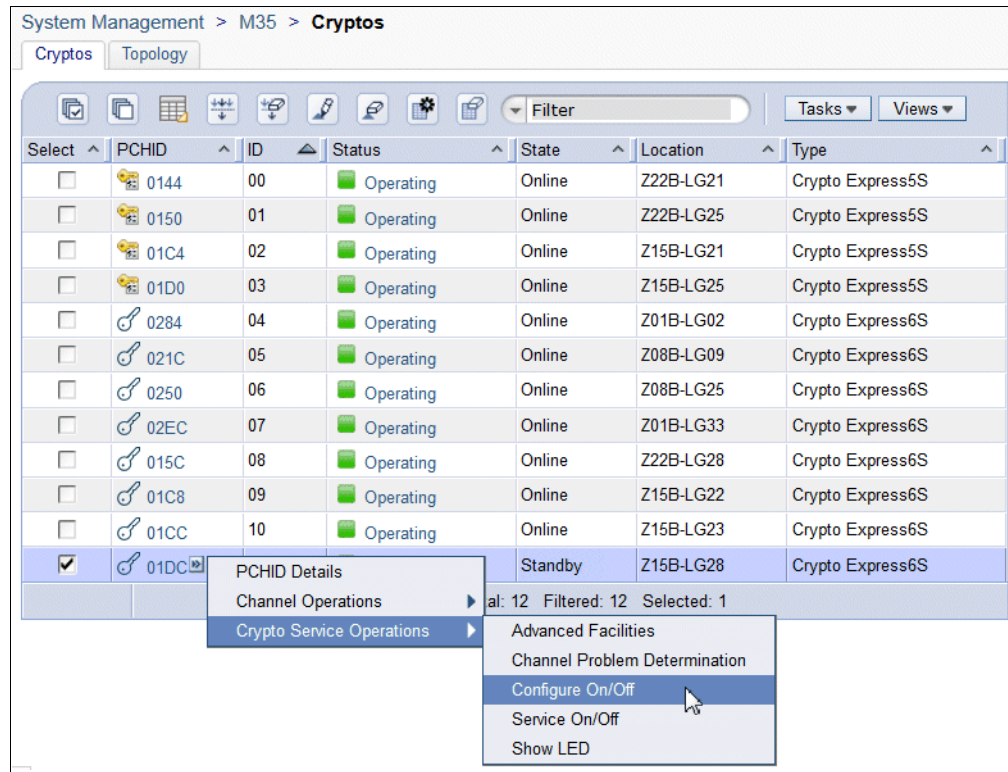 System Management > M35 > Cryptos
Cryptos Topology
Filter Tasks Views
Select PCHID ID Status State Location Type
0144 00 Operating Online Z22B-LG21 Crypto Express5S
0150 01 Operating Online Z22B-LG25 Crypto Express5S
01C4 02 Operating Online Z15B-LG21 Crypto Express5S
01D0 03 Operating Online Z15B-LG25 Crypto Express5S
0284 04 Operating Online Z01B-LG02 Crypto Express6S
021C 05 Operating Online Z08B-LG09 Crypto Express6S
0250 06 Operating Online Z08B-LG25 Crypto Express6S
02EC 07 Operating Online Z01B-LG33 Crypto Express6S
015C 08 Operating Online Z22B-LG28 Crypto Express6S
01C8 09 Operating Online Z15B-LG22 Crypto Express6S
01CC 10 Operating Online Z15B-LG23 Crypto Express6S
01DC Standby Z15B-LG28 Crypto Express6S
PCHID Details
Channel Operations
al: 12 Filtered: 12 Selected: 1
Crypto Service Operations
Advanced Facilities
Channel Problem Determination
Configure On/Off
Service On/Off
Show LED